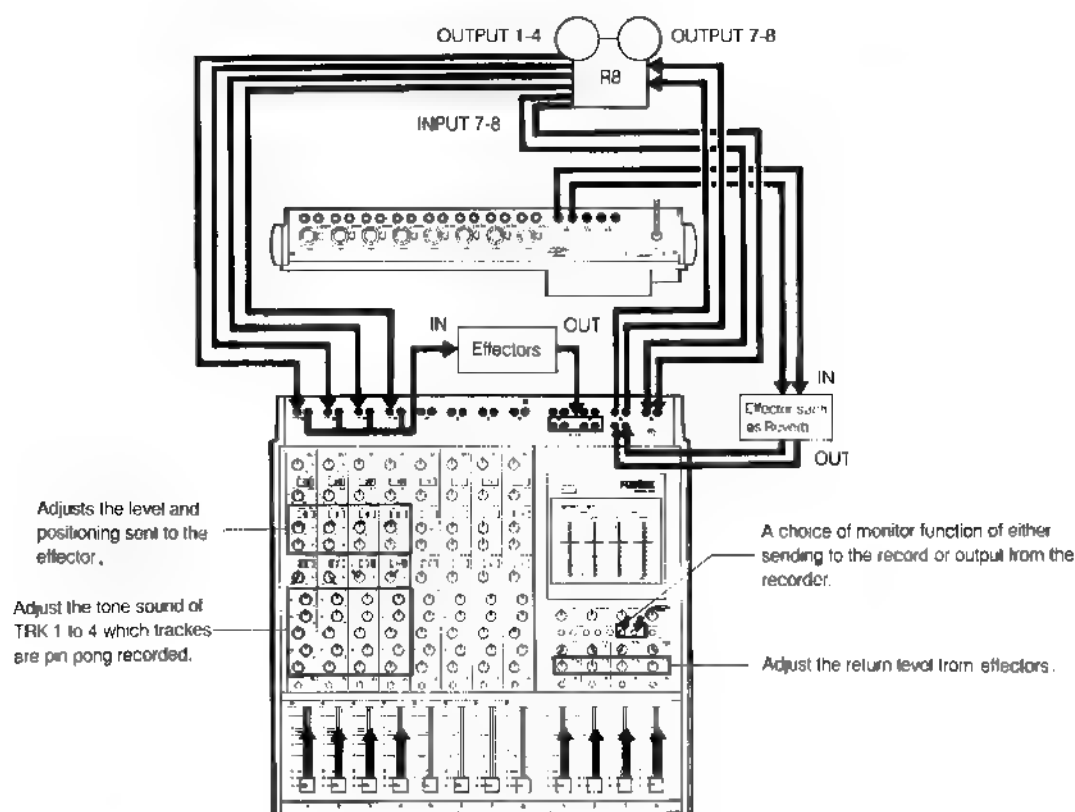 OUTPUT 1-4
OUTPUT 7-8
R8
INPUT 7-8
IN
OUT
Effectors
IN
Effector such
as Reverb
OUT
Adjusts the level and
positioning sent to the
effector.
A choice of monitor function of either
sending to the record or output from the
recorder.
Adjust the tone sound of
TRK 1 to 4 which trackes
are pin pong recorded.
Adjust the return level from effectors.